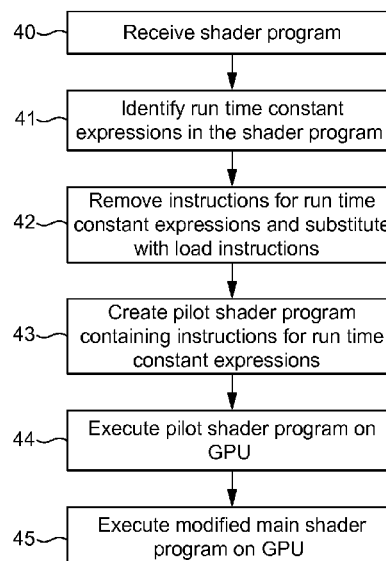 40
Receive shader program
41
Identify run time constant
expressions in the shader program
42
Remove instructions for run time
constant expressions and substitute
with load instructions
43
Create pilot shader program
containing instructions for run time
constant expressions
44
Execute pilot shader program on
GPU
45
Execute modified main shader
program on GPU